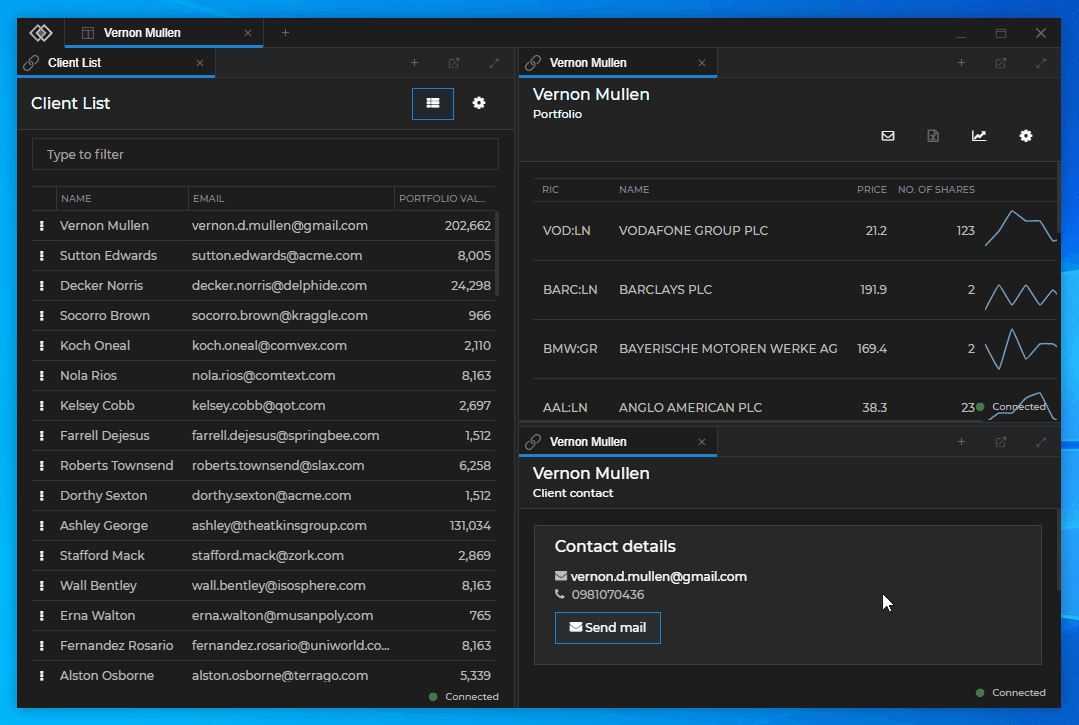 Vernon Mullen
Client List
Client List
Type to filter
NAME EMAIL PORTFOLIO VAL...
Vernon Mullen vernon.d.mullen@gmail.com 202,662
Sutton Edwards sutton.edwards@acme.com 8,005
Decker Norris decker.norris@delphide.com 24,298
Socorro Brown socorro.brown@kraggle.com 966
Koch Oneal koch.oneal@comvex.com 2,110
Nola Rios nola.rios@comtext.com 8,163
Kelsey Cobb kelsey.cobb@qot.com 2,697
Farrell Dejesus farrell.dejesus@springbee.com 1,512
Roberts Townsend roberts.townsend@slax.com 6,258
Dorthy Sexton dorthy.sexton@acme.com 1,512
Ashley George ashley@theatkinsgroup.com 131,034
Stafford Mack stafford.mack@zork.com 2,869
Wall Bentley wall.bentley@isosphere.com 8,163
Erna Walton erna.walton@musanpoly.com 765
Fernandez Rosario fernandez.rosario@uniworld.co... 8,163
Alston Osborne alston.osborne@terrago.com 5,339
Connected
Vernon Mullen
Vernon Mullen
Portfolio
RIC NAME PRICE NO. OF SHARES
VOD:LN VODAFONE GROUP PLC 21.2 123
BARC:LN BARCLAYS PLC 191.9 2
BMW:GR BAYERISCHE MOTOREN WERKE AG 169.4 2
AAL:LN ANGLO AMERICAN PLC 38.3 23
Connected
Vernon Mullen
Vernon Mullen
Client contact
Contact details
vernon.d.mullen@gmail.com
0981070436
Send mail
Connected